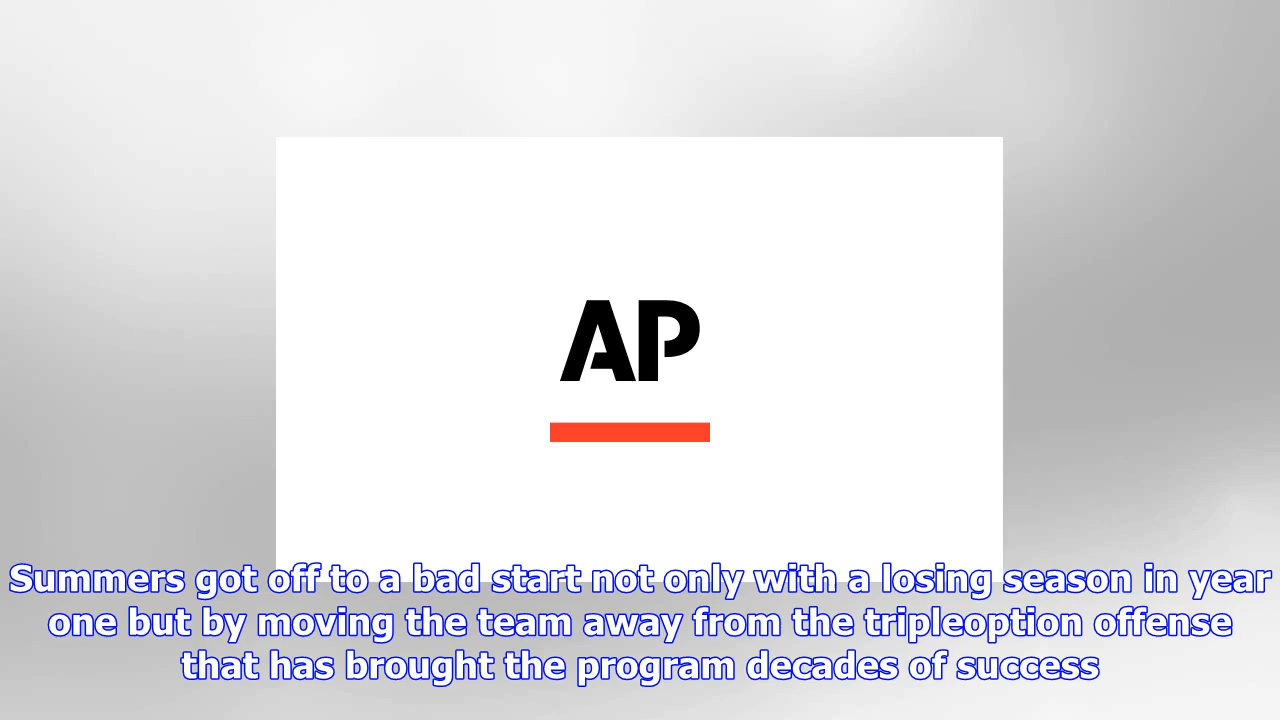 AP
Summers got off to a bad start not only with a losing season in year
one but by moving the team away from the tripleoption offense
that has brought the program decades of success